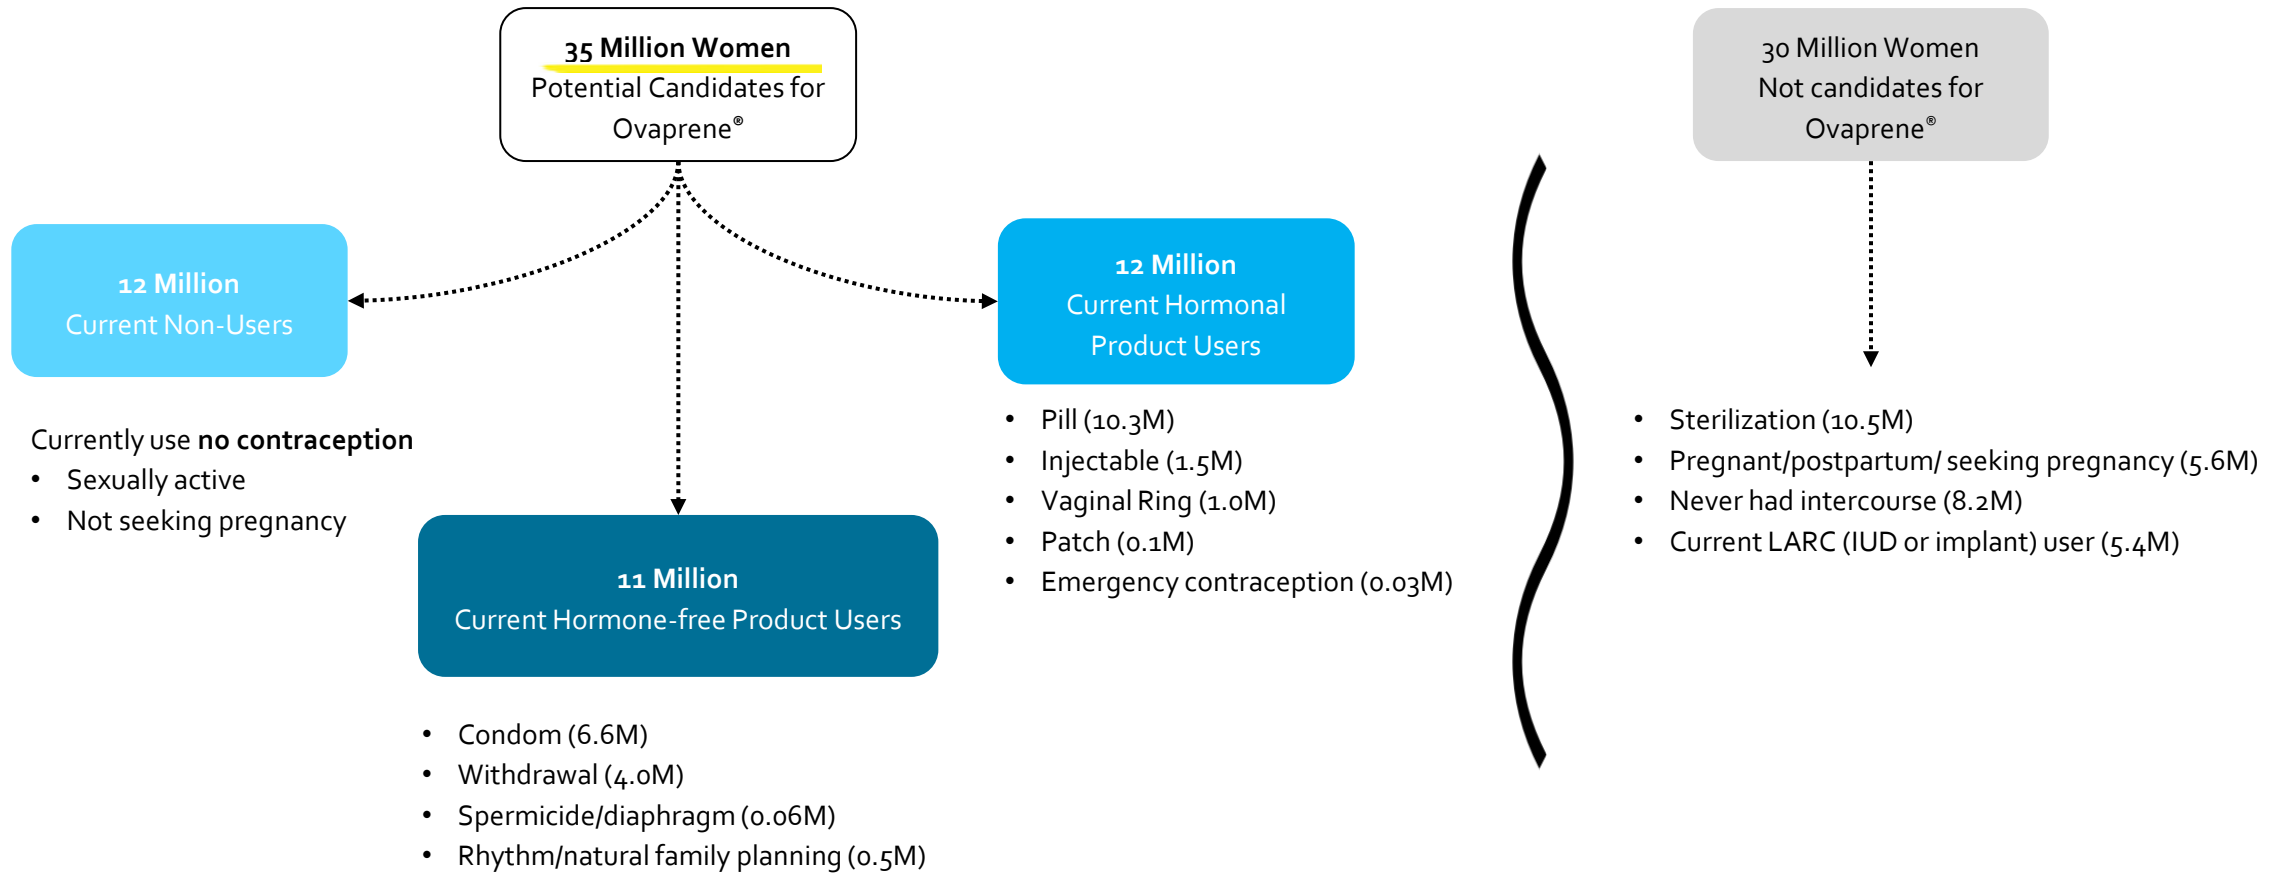 35 Million Women
Potential Candidates for
Ovaprene®
30 Million Women
Not candidates for
Ovaprene®
12 Million
Current Non-Users
12 Million
Current Hormonal
Product Users
Currently use no contraception
• Sexually active
• Not seeking pregnancy
11 Million
Current Hormone-free Product Users
• Condom (6.6M)
• Withdrawal (4.0M)
• Spermicide/diaphragm (0.06M)
• Rhythm/natural family planning (0.5M)
• Pill (10.3M)
• Injectable (1.5M)
• Vaginal Ring (1.0M)
• Patch (0.1M)
• Emergency contraception (0.03M)
• Sterilization (10.5M)
• Pregnant/postpartum/ seeking pregnancy (5.6M)
• Never had intercourse (8.2M)
• Current LARC (IUD or implant) user (5.4M)